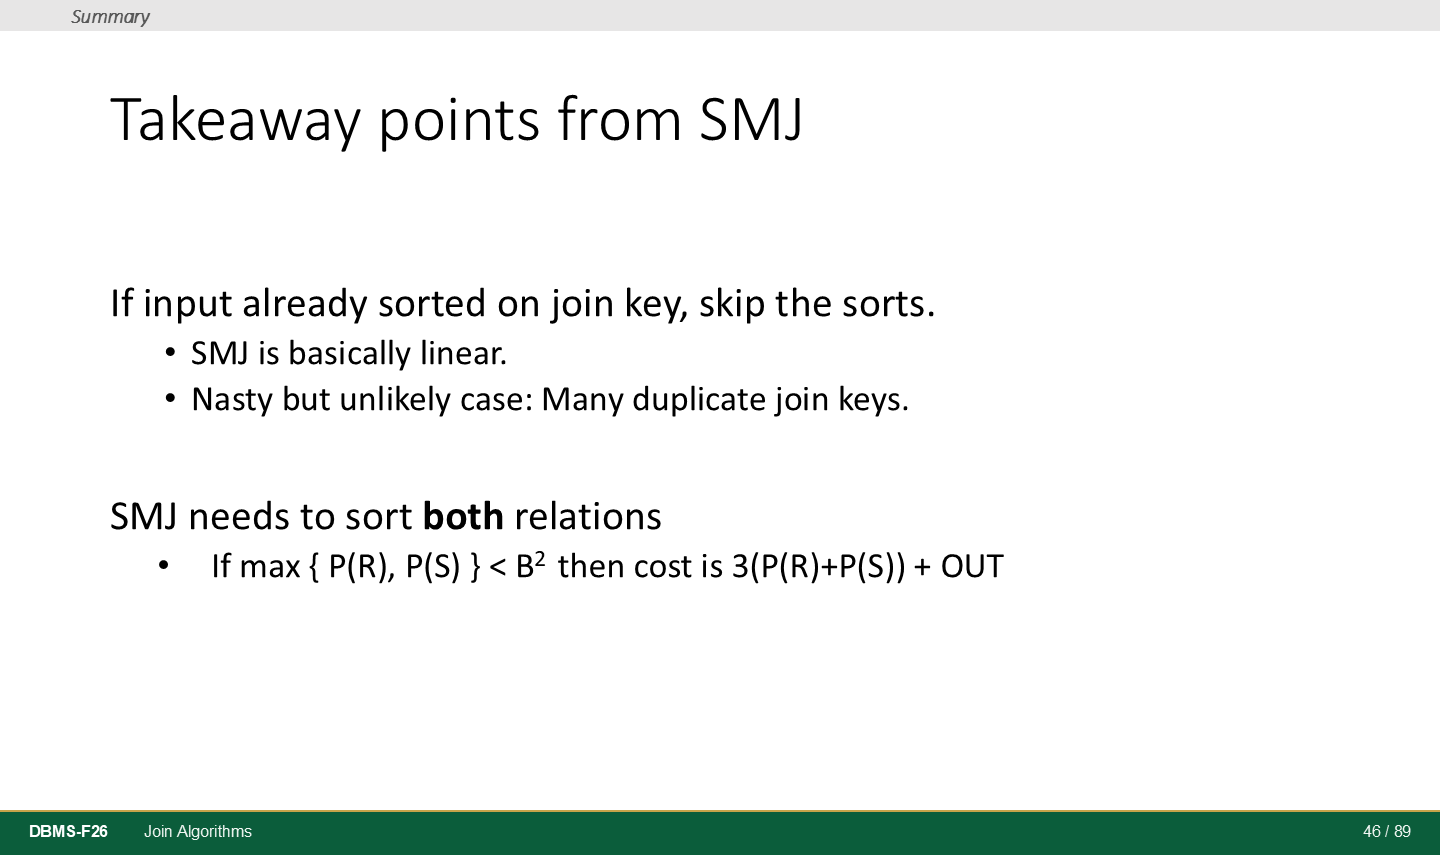 Summary
Takeaway points from SMJ
If input already sorted on join key, skip the sorts.
• SMJ is basically linear.
• Nasty but unlikely case: Many duplicate join keys.
SMJ needs to sort both relations
• If max { P(R), P(S) } < B² then cost is 3(P(R)+P(S)) + OUT
DBMS-F26 Join Algorithms 46 / 89